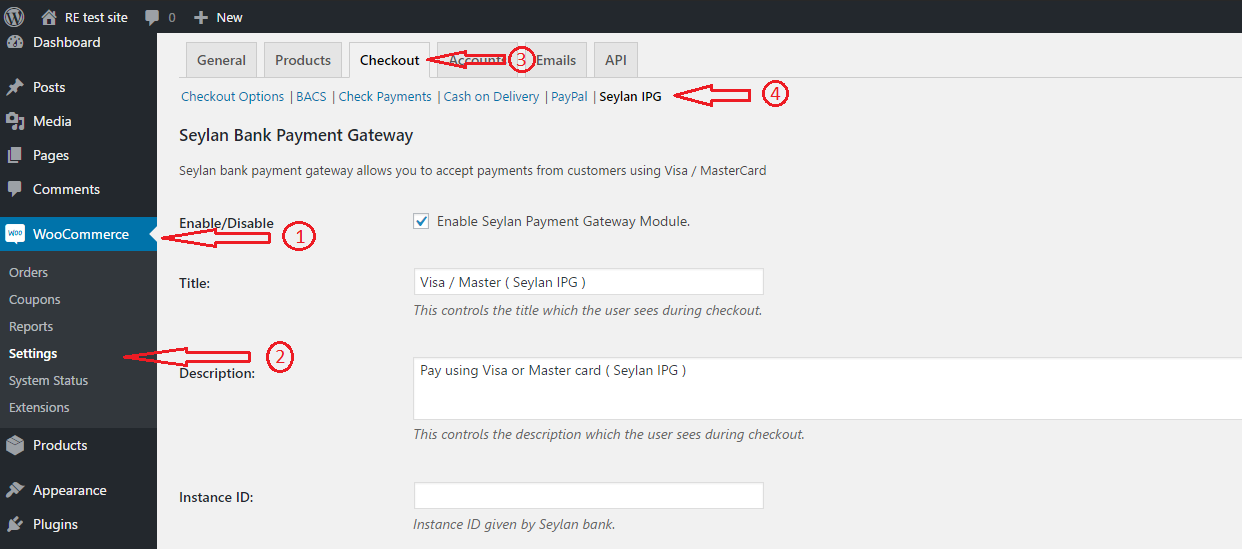 RE test site 0 New
Dashboard
Posts
Media
Pages
Comments
WOO WooCommerce
Orders
Coupons
Reports
Settings
System Status
Extensions
Products
Appearance
Plugins
1
2
General Products Checkout Accounts Emails API
3
Checkout Options | BACS | Check Payments | Cash on Delivery | PayPal | Seylan IPG
4
Seylan Bank Payment Gateway
Seylan bank payment gateway allows you to accept payments from customers using Visa / MasterCard
Enable/Disable Enable Seylan Payment Gateway Module.
Title: Visa / Master ( Seylan IPG )
This controls the title which the user sees during checkout.
Description: Pay using Visa or Master card ( Seylan IPG )
This controls the description which the user sees during checkout.
Instance ID:
Instance ID given by Seylan bank.